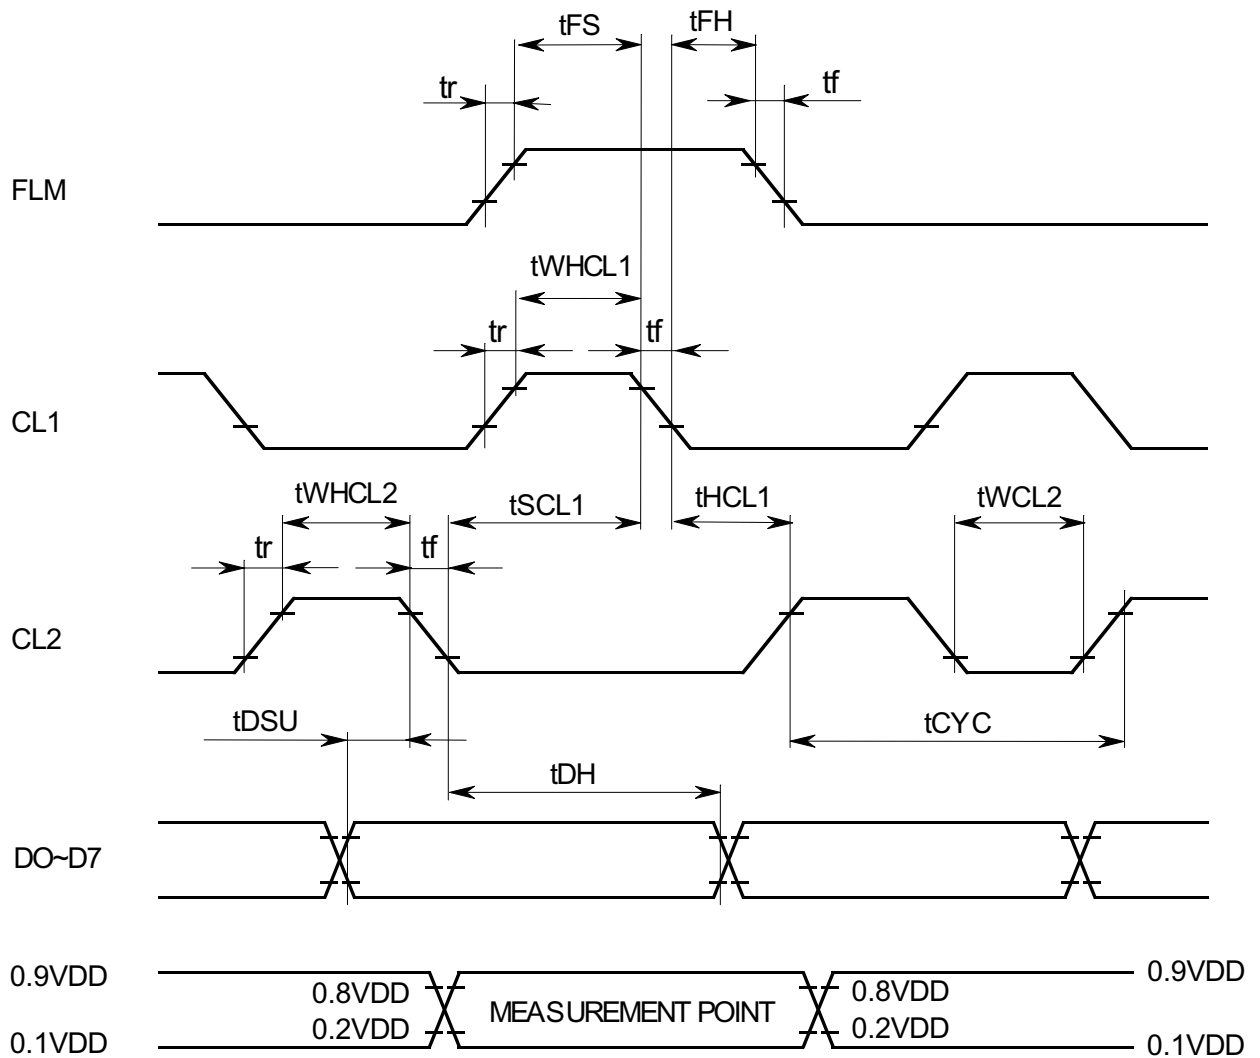 tFS
tFH
tr
tf
FLM
tWHCL1
tr
tf
CL1
tWHCL2
tSCL1
tHCL1
tWCL2
tr
tf
CL2
tDSU
tCYC
tDH
DO~D7
0.9VDD
0.8VDD
MEASUREMENT POINT
0.8VDD
0.9VDD
0.2VDD
0.2VDD
0.1VDD
0.1VDD